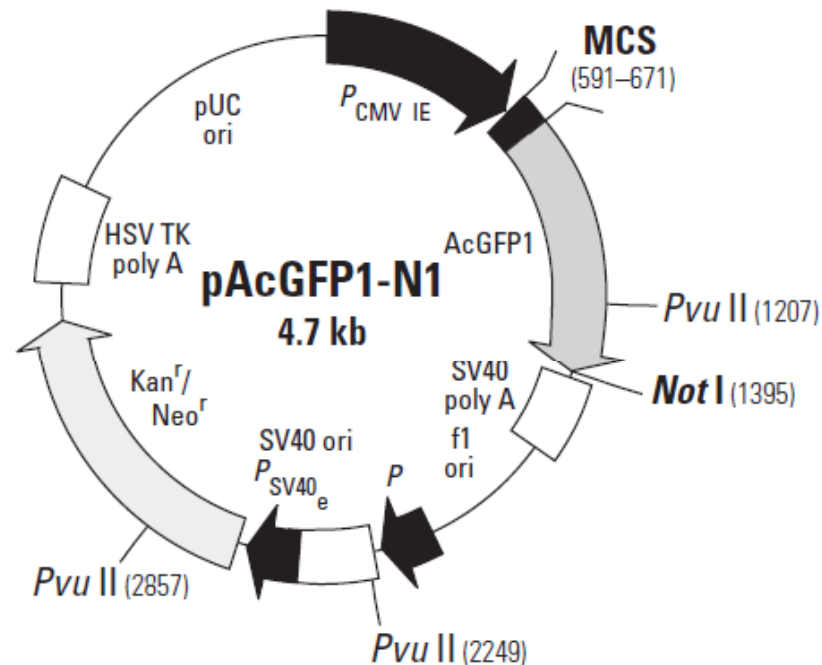 MCS
(591–671)
P CMV IE
pUC
ori
HSV TK
poly A
AcGFP1
pAcGFP1-N1
4.7 kb
Pvu II (1207)
Not I (1395)
SV40
poly A
f1
ori
Kanʳ/
Neoʳ
SV40 ori
P SV40 e
P
Pvu II (2857)
Pvu II (2249)